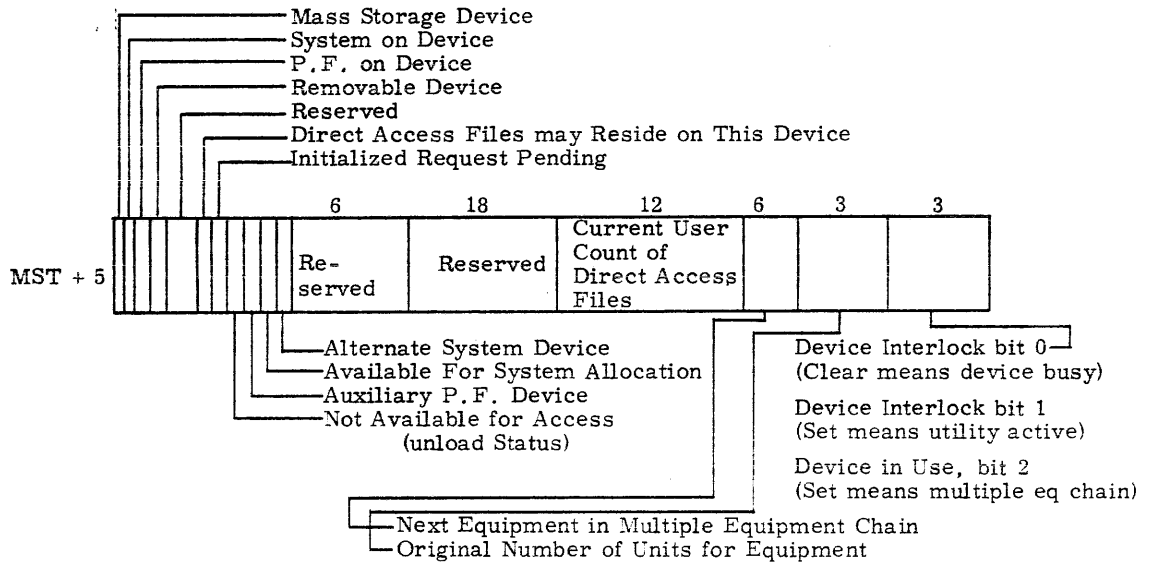 Mass Storage Device
System on Device
P.F. on Device
Removable Device
Reserved
Direct Access Files may Reside on This Device
Initialized Request Pending
6 18 12 6 3 3
MST + 5
Re-
served
Reserved
Current User
Count of
Direct Access
Files
Alternate System Device
Available For System Allocation
Auxiliary P.F. Device
Not Available for Access
(unload Status)
Device Interlock bit 0
(Clear means device busy)
Device Interlock bit 1
(Set means utility active)
Device in Use, bit 2
(Set means multiple eq chain)
Next Equipment in Multiple Equipment Chain
Original Number of Units for Equipment